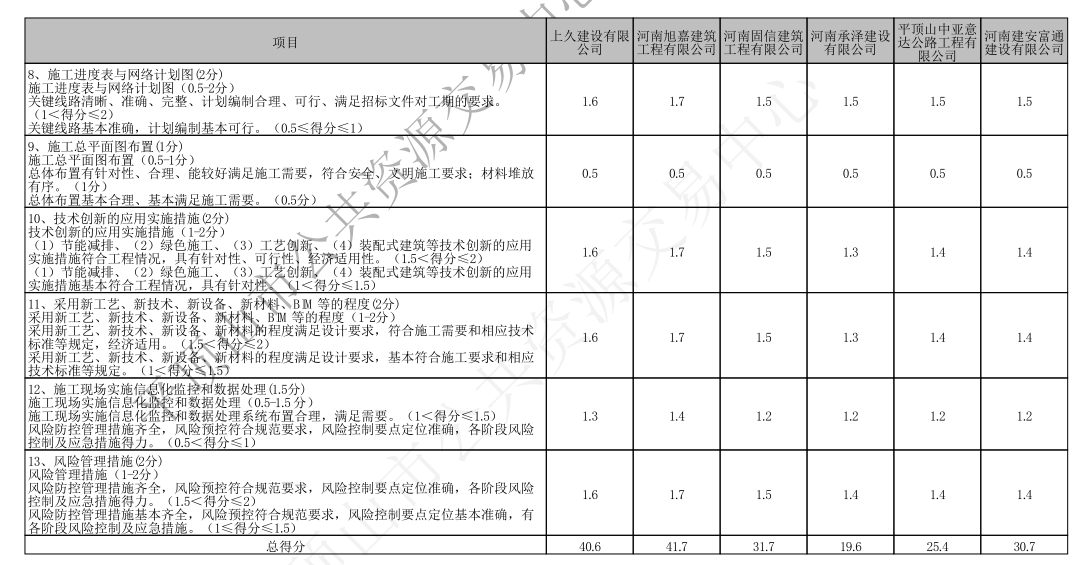 项目
上久建设有限公司
河南旭嘉建筑工程有限公司
河南固信建筑工程有限公司
河南承泽建设有限公司
平顶山中亚意达公路工程有限公司
河南建安富通建设有限公司
8、施工进度表与网络计划图(2分)
施工进度表与网络计划图（0.5-2分）
关键线路清晰、准确、完整、计划编制合理、可行、满足招标文件对工期的要求。
（1＜得分≤2）
关键线路基本准确，计划编制基本可行。（0.5≤得分≤1）
1.6 1.7 1.5 1.5 1.5 1.5
9、施工总平面图布置(1分)
施工总平面图布置（0.5-1分）
总体布置有针对性、合理、能较好满足施工需要，符合安全、文明施工要求；材料堆放
有序。（1分）
总体布置基本合理、基本满足施工需要。（0.5分）
0.5 0.5 0.5 0.5 0.5 0.5
10、技术创新的应用实施措施(2分)
技术创新的应用实施措施（1-2分）
（1）节能减排、（2）绿色施工、（3）工艺创新、（4）装配式建筑等技术创新的应用
实施措施符合工程情况，具有针对性、可行性、经济适用性。（1.5＜得分≤2）
（1）节能减排、（2）绿色施工、（3）工艺创新、（4）装配式建筑等技术创新的应用
实施措施基本符合工程情况，具有针对性。（1＜得分≤1.5）
1.6 1.7 1.5 1.3 1.4 1.4
11、采用新工艺、新技术、新设备、新材料、BIM 等的程度(2分)
采用新工艺、新技术、新设备、新材料、BIM 等的程度（1-2分）
采用新工艺、新技术、新设备、新材料的程度满足设计要求，符合施工需要和相应技术
标准等规定，经济适用。（1.5＜得分≤2）
采用新工艺、新技术、新设备、新材料的程度满足设计要求，基本符合施工要求和相应
技术标准等规定。（1＜得分≤1.5）
1.6 1.7 1.5 1.3 1.4 1.4
12、施工现场实施信息化监控和数据处理(1.5分)
施工现场实施信息化监控和数据处理（0.5-1.5分）
施工现场实施信息化监控和数据处理系统布置合理，满足需要。（1＜得分≤1.5）
风险防控管理措施齐全，风险预控符合规范要求，风险控制要点定位准确，各阶段风险
控制及应急措施得力。（0.5＜得分≤1）
1.3 1.4 1.2 1.2 1.2 1.2
13、风险管理措施(2分)
风险管理措施（1-2分）
风险防控管理措施齐全，风险预控符合规范要求，风险控制要点定位准确，各阶段风险
控制及应急措施得力。（1.5＜得分≤2）
风险防控管理措施基本齐全，风险预控符合规范要求，风险控制要点定位基本准确，有
各阶段风险控制及应急措施。（1≤得分≤1.5）
1.6 1.7 1.5 1.4 1.4 1.4
总得分 40.6 41.7 31.7 19.6 25.4 30.7
平顶山市公共资源交易中心
顶山市公共资源交易中心